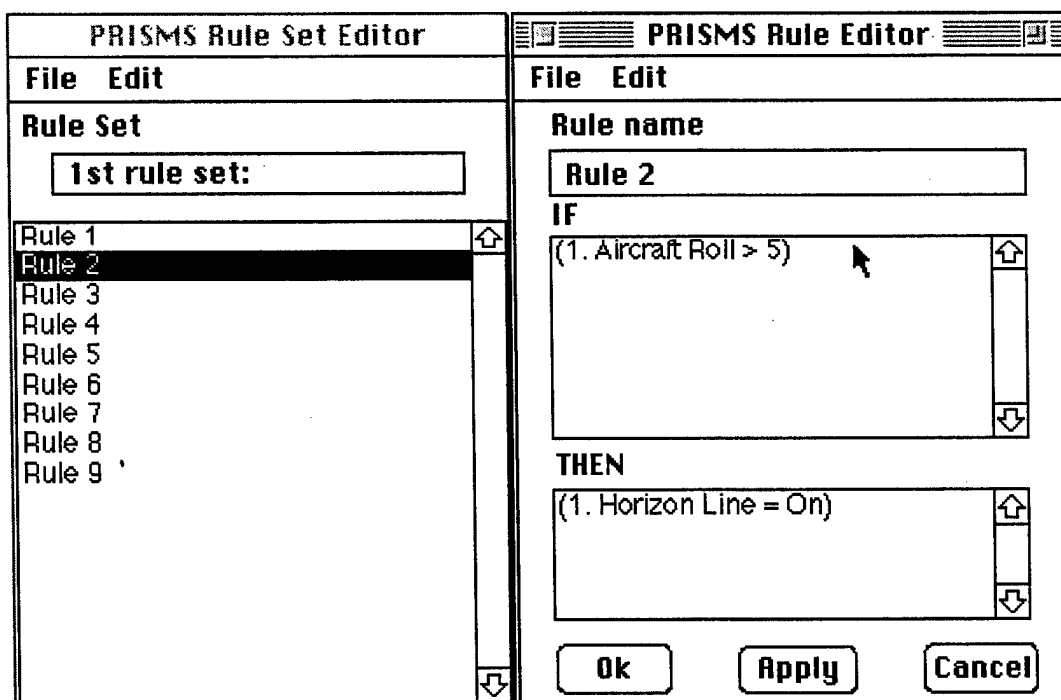 PRISMS Rule Set Editor
File Edit
Rule Set
1st rule set:
Rule 1
Rule 2
Rule 3
Rule 4
Rule 5
Rule 6
Rule 7
Rule 8
Rule 9
PRISMS Rule Editor
File Edit
Rule name
Rule 2
IF
(1. Aircraft Roll > 5)
THEN
(1. Horizon Line = On)
Ok Apply Cancel